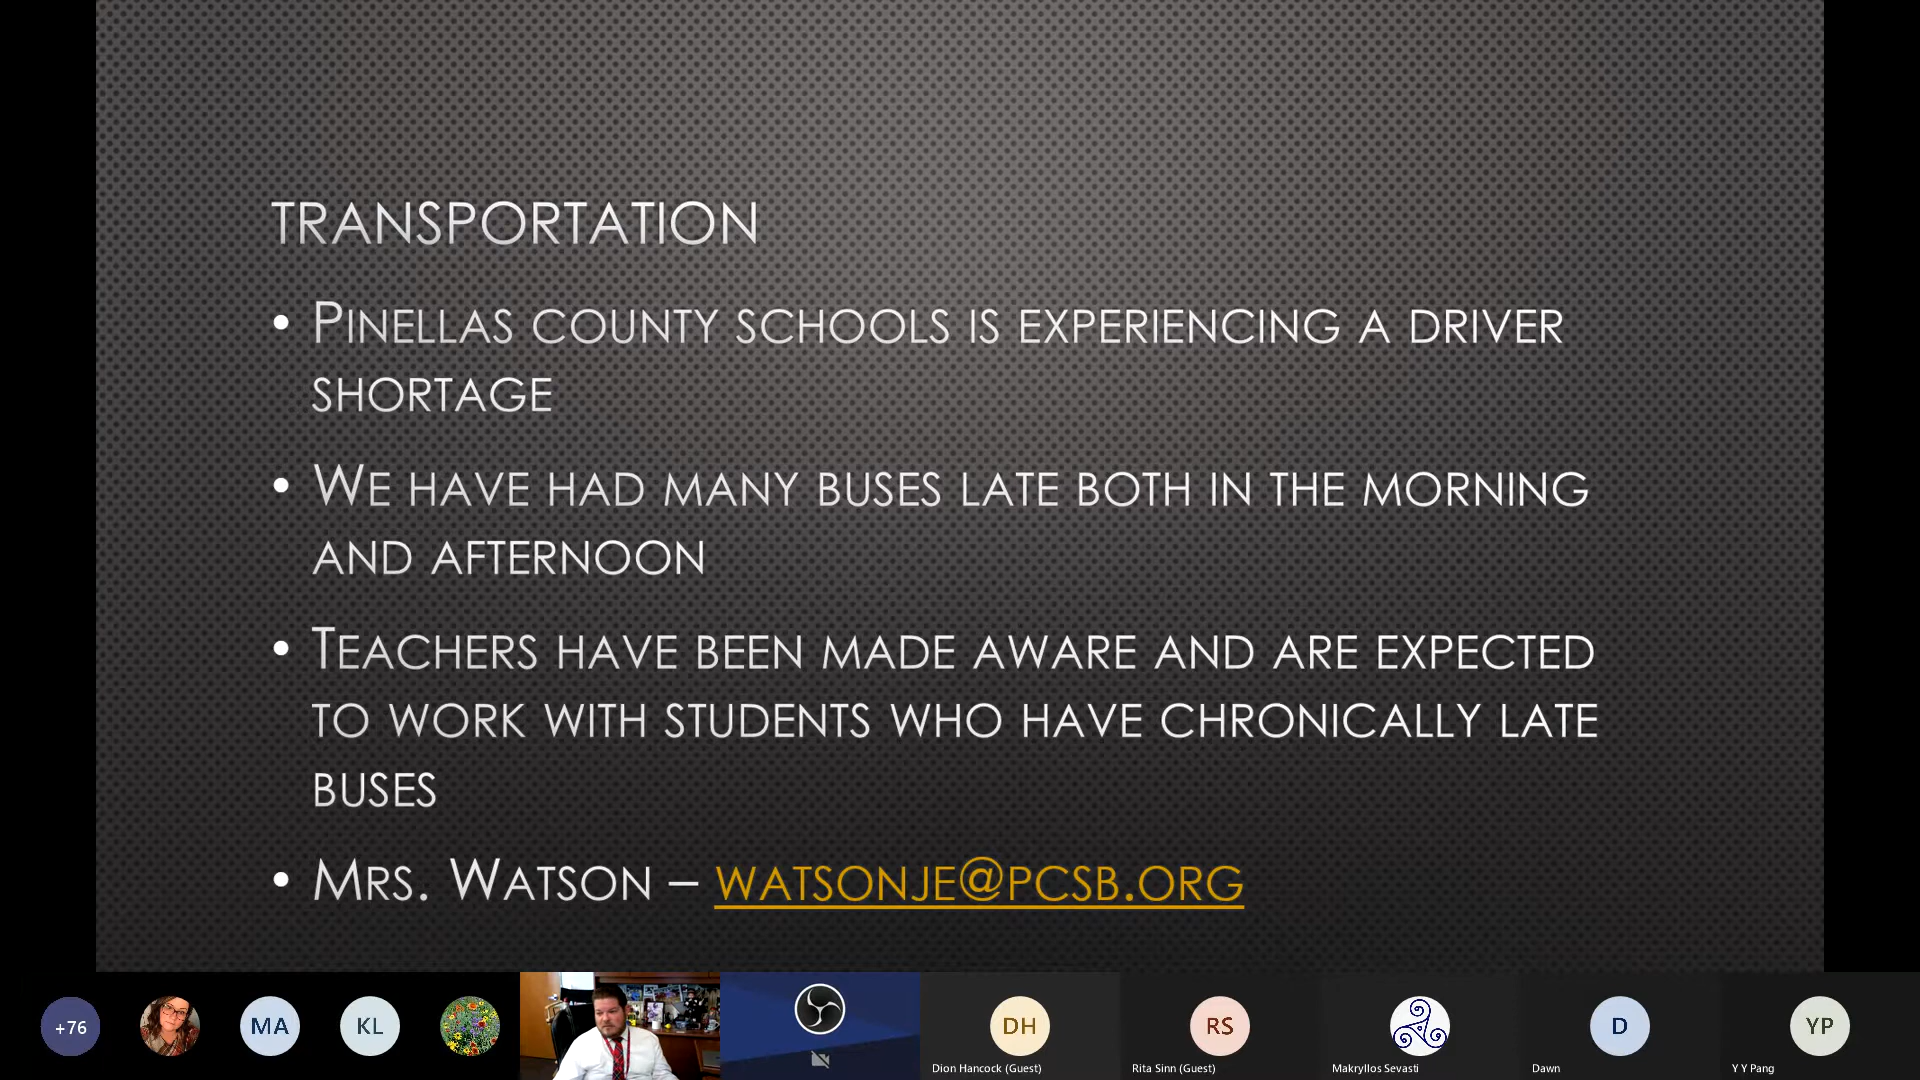 TRANSPORTATION
• PINELLAS COUNTY SCHOOLS IS EXPERIENCING A DRIVER
SHORTAGE
• WE HAVE HAD MANY BUSES LATE BOTH IN THE MORNING
AND AFTERNOON
• TEACHERS HAVE BEEN MADE AWARE AND ARE EXPECTED
TO WORK WITH STUDENTS WHO HAVE CHRONICALLY LATE
BUSES
• MRS. WATSON – WATSONJE@PCSB.ORG
+76
MA
KL
DH
RS
D
YP
Dion Hancock (Guest)
Rita Sinn (Guest)
Makryllos Sevasti
Dawn
Y Y Pang